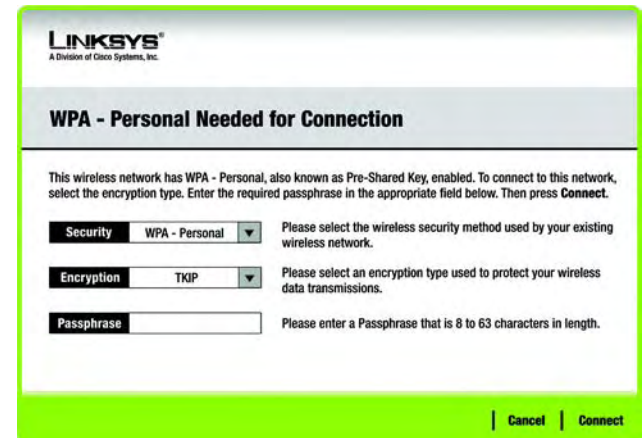 LINKSYS®
A Division of Cisco Systems, Inc.
WPA - Personal Needed for Connection
This wireless network has WPA - Personal, also known as Pre-Shared Key, enabled. To connect to this network,
select the encryption type. Enter the required passphrase in the appropriate field below. Then press Connect.
Security WPA - Personal Please select the wireless security method used by your existing
wireless network.
Encryption TKIP Please select an encryption type used to protect your wireless
data transmissions.
Passphrase Please enter a Passphrase that is 8 to 63 characters in length.
Cancel Connect